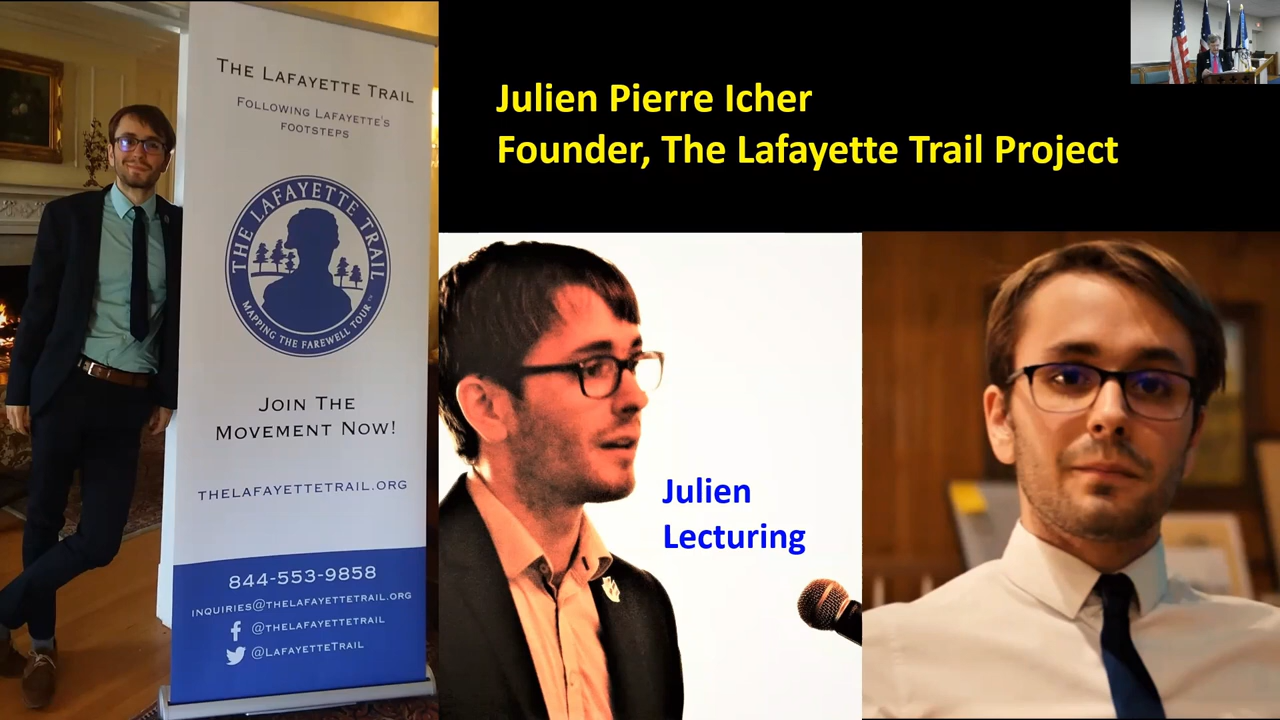 THE LAFAYETTE TRAIL
FOLLOWING LAFAYETTE'S
FOOTSTEPS
THE LAFAYETTE TRAIL
MAPPING THE FAREWELL TOUR ™
JOIN THE
MOVEMENT NOW!
THELAFAYETTETRAIL.ORG
844-553-9858
INQUIRIES@THELAFAYETTETRAIL.ORG
@THELAFAYETTETRAIL
@LAFAYETTETRAIL
Julien Pierre Icher
Founder, The Lafayette Trail Project
Julien
Lecturing